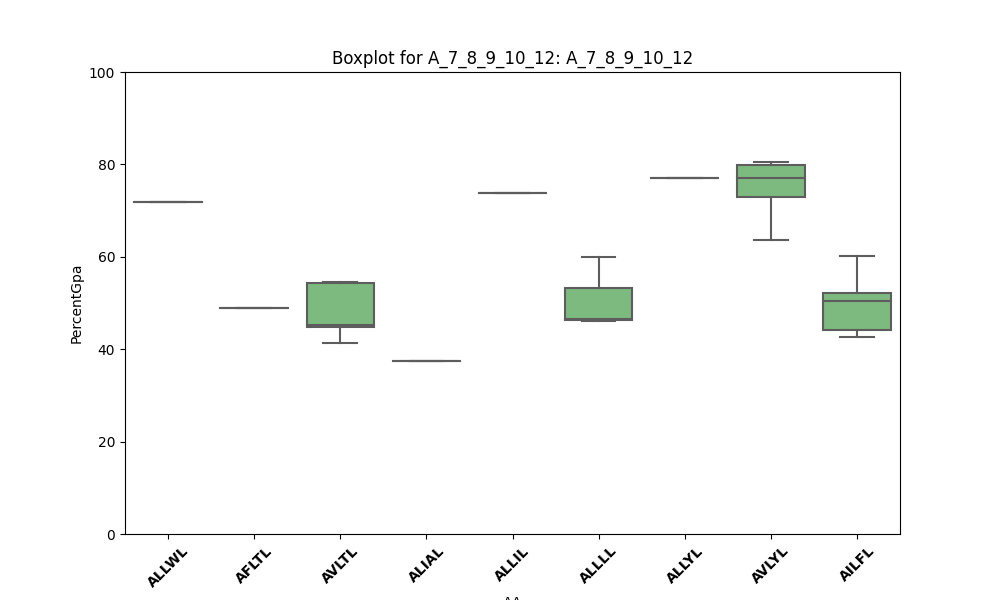 Boxplot for A_7_8_9_10_12: A_7_8_9_10_12
PercentGpa
100
80
60
40
20
0
ALLWL
AFLTL
AVLTL
ALIAL
ALLIL
ALLLL
ALLYL
AVLYL
AILFL